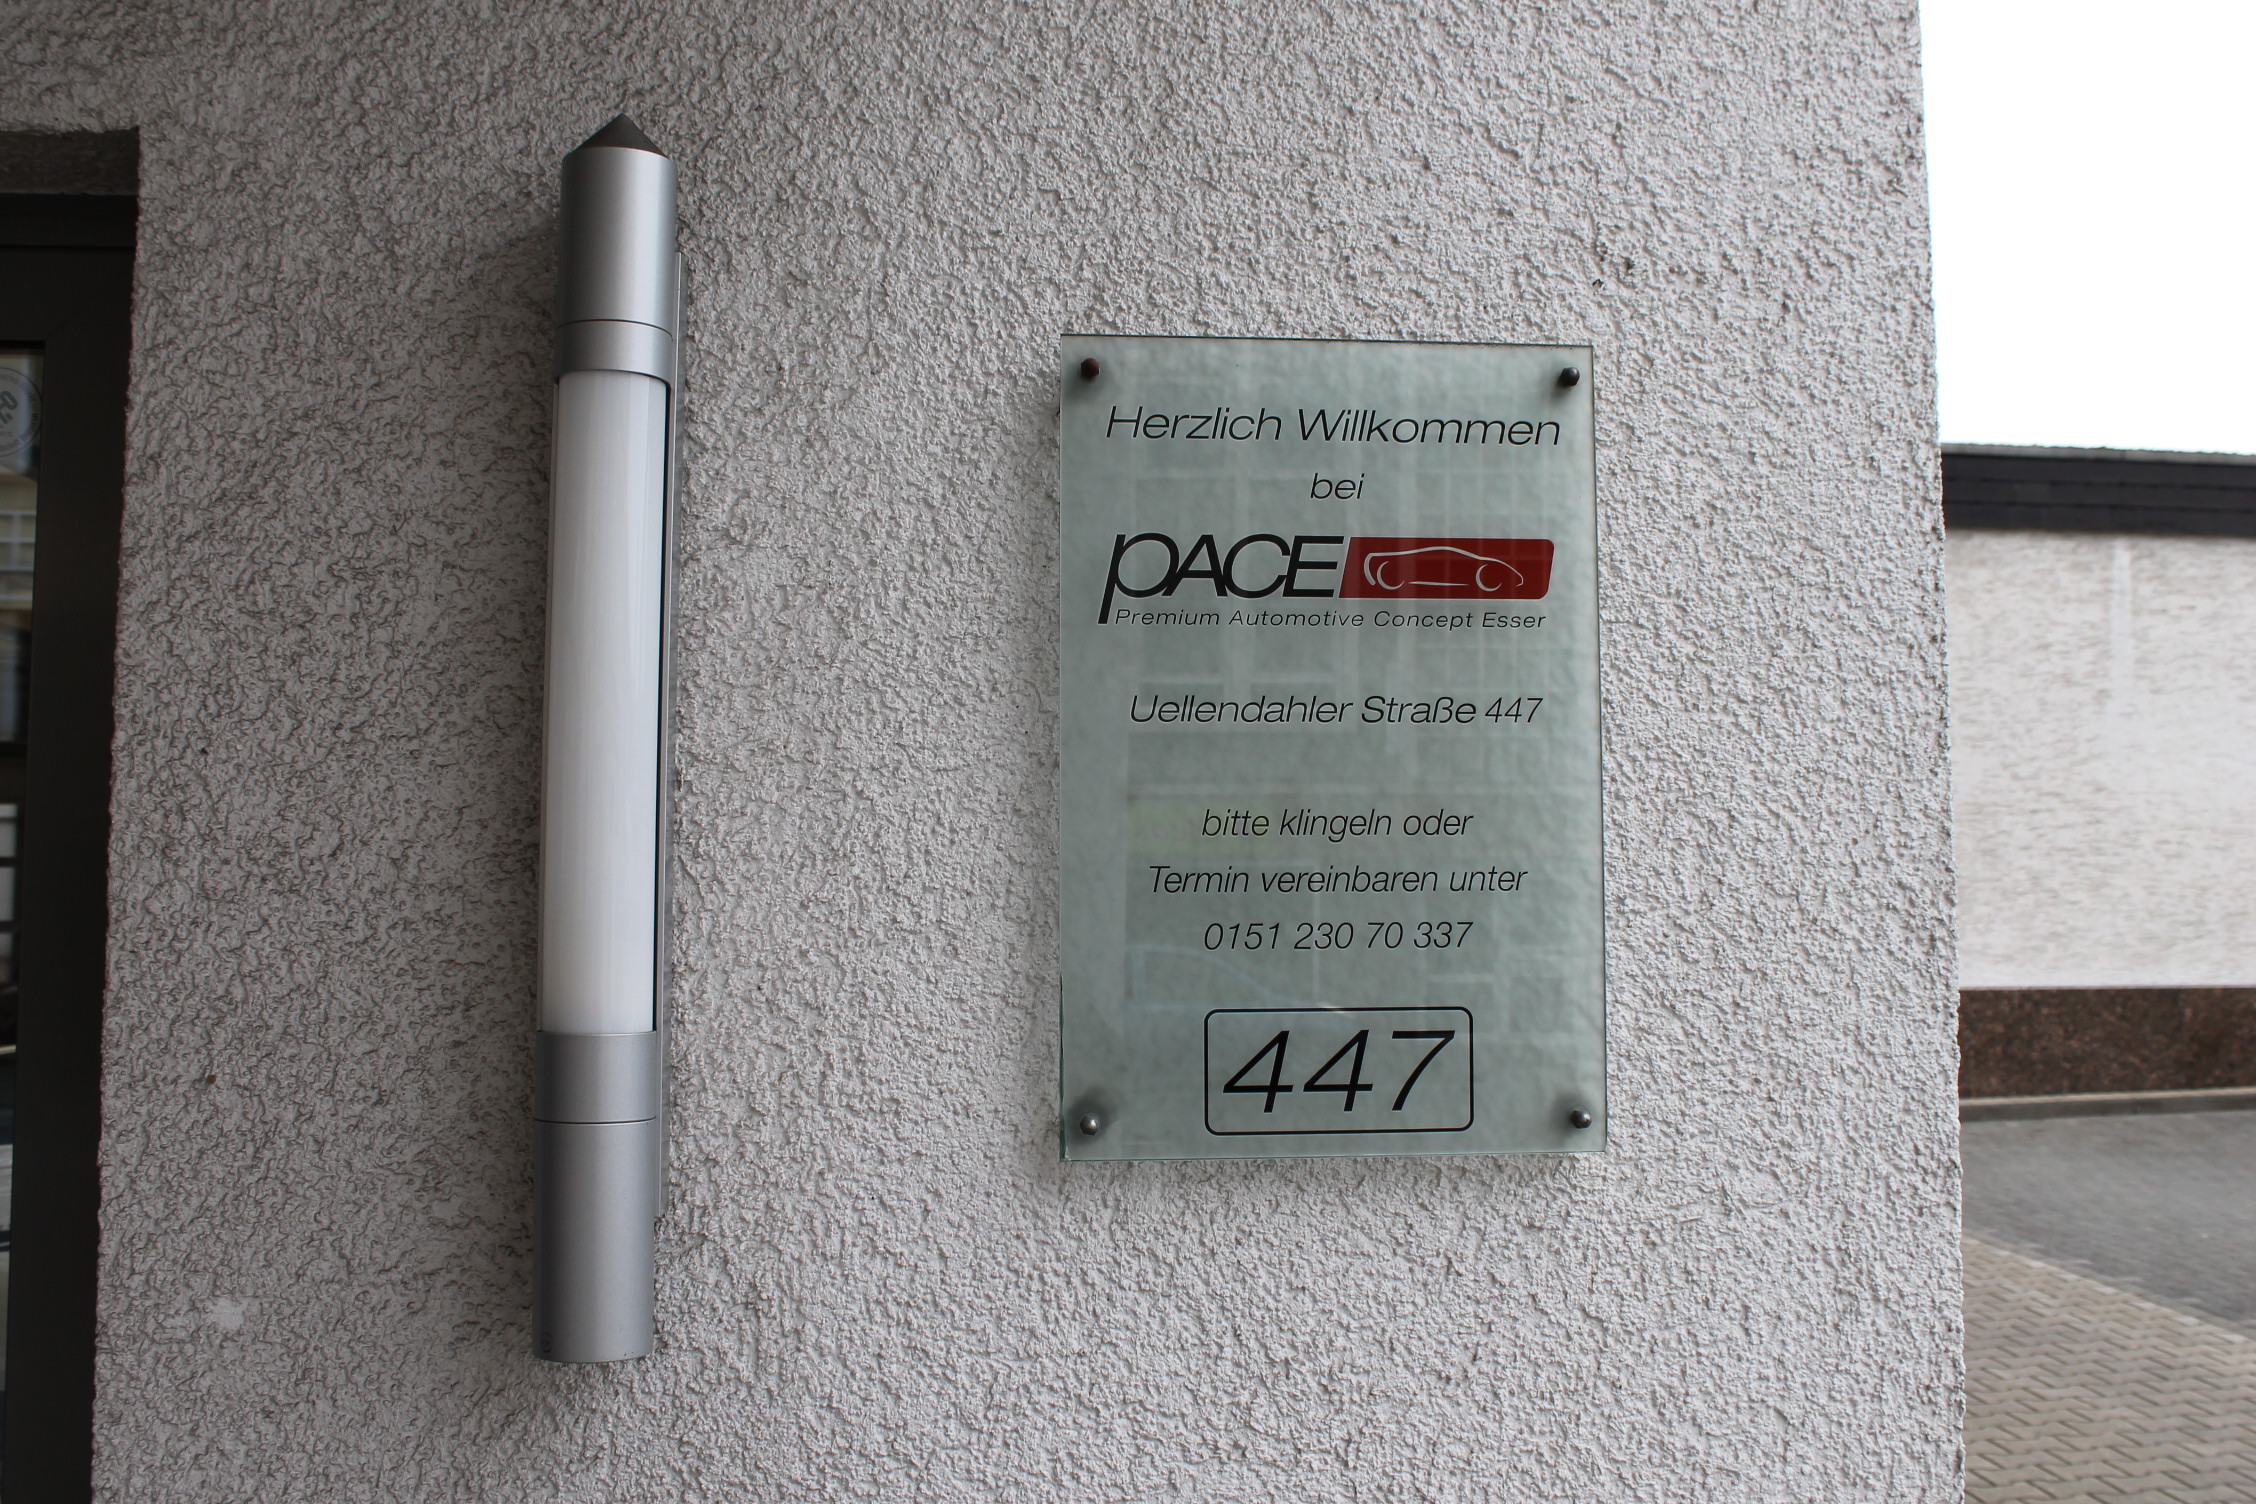 Herzlich Willkommen
bei
PACE
Premium Automotive Concept Esser
Uellendahler Straße 447
bitte klingeln oder
Termin vereinbaren unter
0151 230 70 337
447